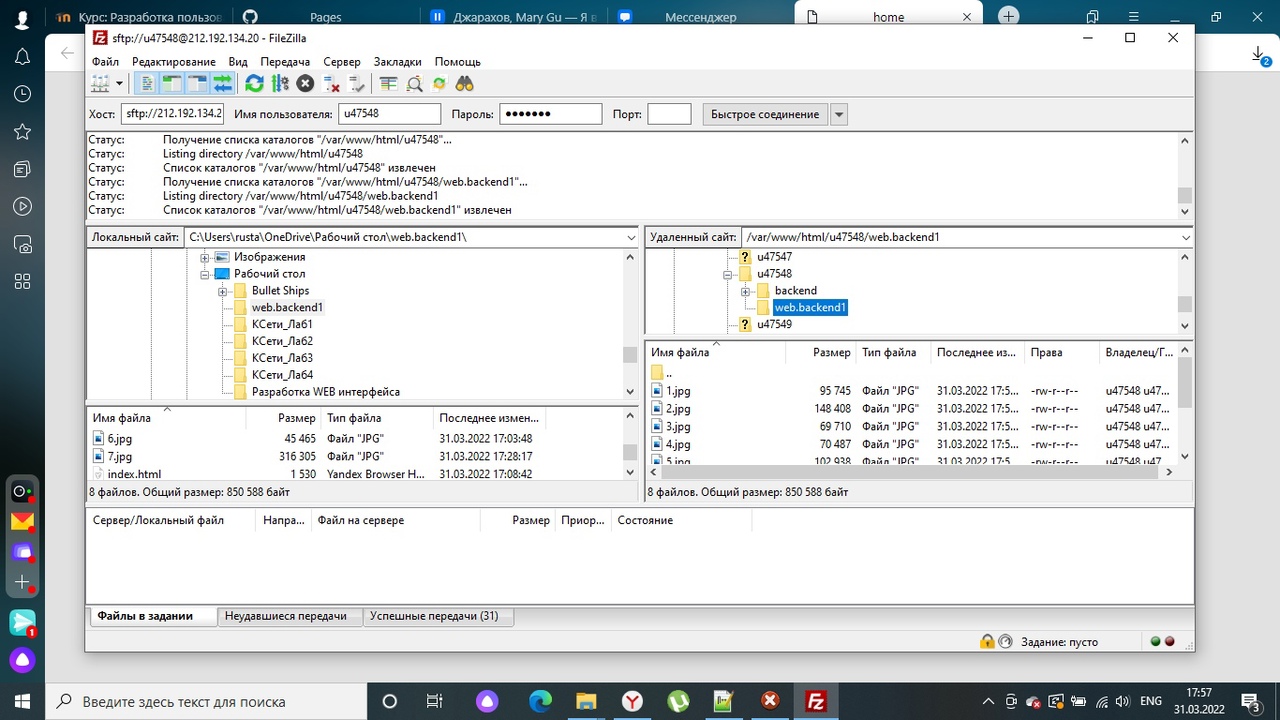 Курс: Разработка пользов
Pages
Джарахов, Mary Gu — Я в
Мессенджер
home
2
sftp://u47548@212.192.134.20 - FileZilla
Файл Редактирование Вид Передача Сервер Закладки Помощь
Хост: sftp://212.192.134.2 Имя пользователя: u47548 Пароль: ●●●●●●● Порт: Быстрое соединение
Статус: Получение списка каталогов "/var/www/html/u47548"...
Статус: Listing directory /var/www/html/u47548
Статус: Список каталогов "/var/www/html/u47548" извлечен
Статус: Получение списка каталогов "/var/www/html/u47548/web.backend1"...
Статус: Listing directory /var/www/html/u47548/web.backend1
Статус: Список каталогов "/var/www/html/u47548/web.backend1" извлечен
Локальный сайт: C:\Users\rusta\OneDrive\Рабочий стол\web.backend1\
Изображения
Рабочий стол
Bullet Ships
web.backend1
КСети_Лаб1
КСети_Лаб2
КСети_Лаб3
КСети_Лаб4
Разработка WEB интерфейса
Имя файла Размер Тип файла Последнее измен...
6.jpg 45 465 Файл "JPG" 31.03.2022 17:03:48
7.jpg 316 305 Файл "JPG" 31.03.2022 17:28:17
index.html 1 530 Yandex Browser H... 31.03.2022 17:08:42
8 файлов. Общий размер: 850 588 байт
Удаленный сайт: /var/www/html/u47548/web.backend1
? u47547
u47548
backend
web.backend1
? u47549
Имя файла Размер Тип файла Последнее из... Права Владелец/Г...
..
1.jpg 95 745 Файл "JPG" 31.03.2022 17:5... -rw-r--r-- u47548 u47...
2.jpg 148 408 Файл "JPG" 31.03.2022 17:5... -rw-r--r-- u47548 u47...
3.jpg 69 710 Файл "JPG" 31.03.2022 17:5... -rw-r--r-- u47548 u47...
4.jpg 70 487 Файл "JPG" 31.03.2022 17:5... -rw-r--r-- u47548 u47...
5.jpg 102 938 Файл "JPG" 31.03.2022 17:5... -rw-r--r-- u47548 u47...
8 файлов. Общий размер: 850 588 байт
Сервер/Локальный файл Напра... Файл на сервере Размер Приор... Состояние
Файлы в задании Неудавшиеся передачи Успешные передачи (31)
Задание: пусто
1
Введите здесь текст для поиска
ENG
17:57
31.03.2022
3